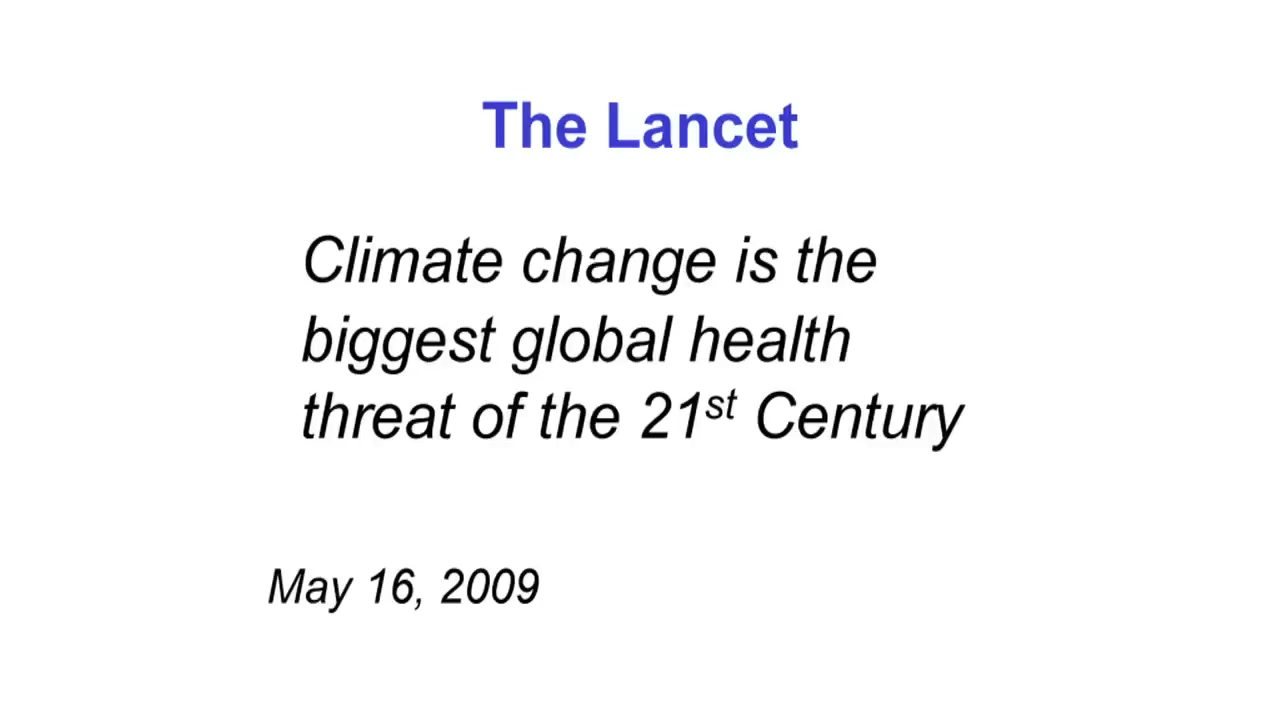 The Lancet
Climate change is the
biggest global health
threat of the 21st Century
May 16, 2009